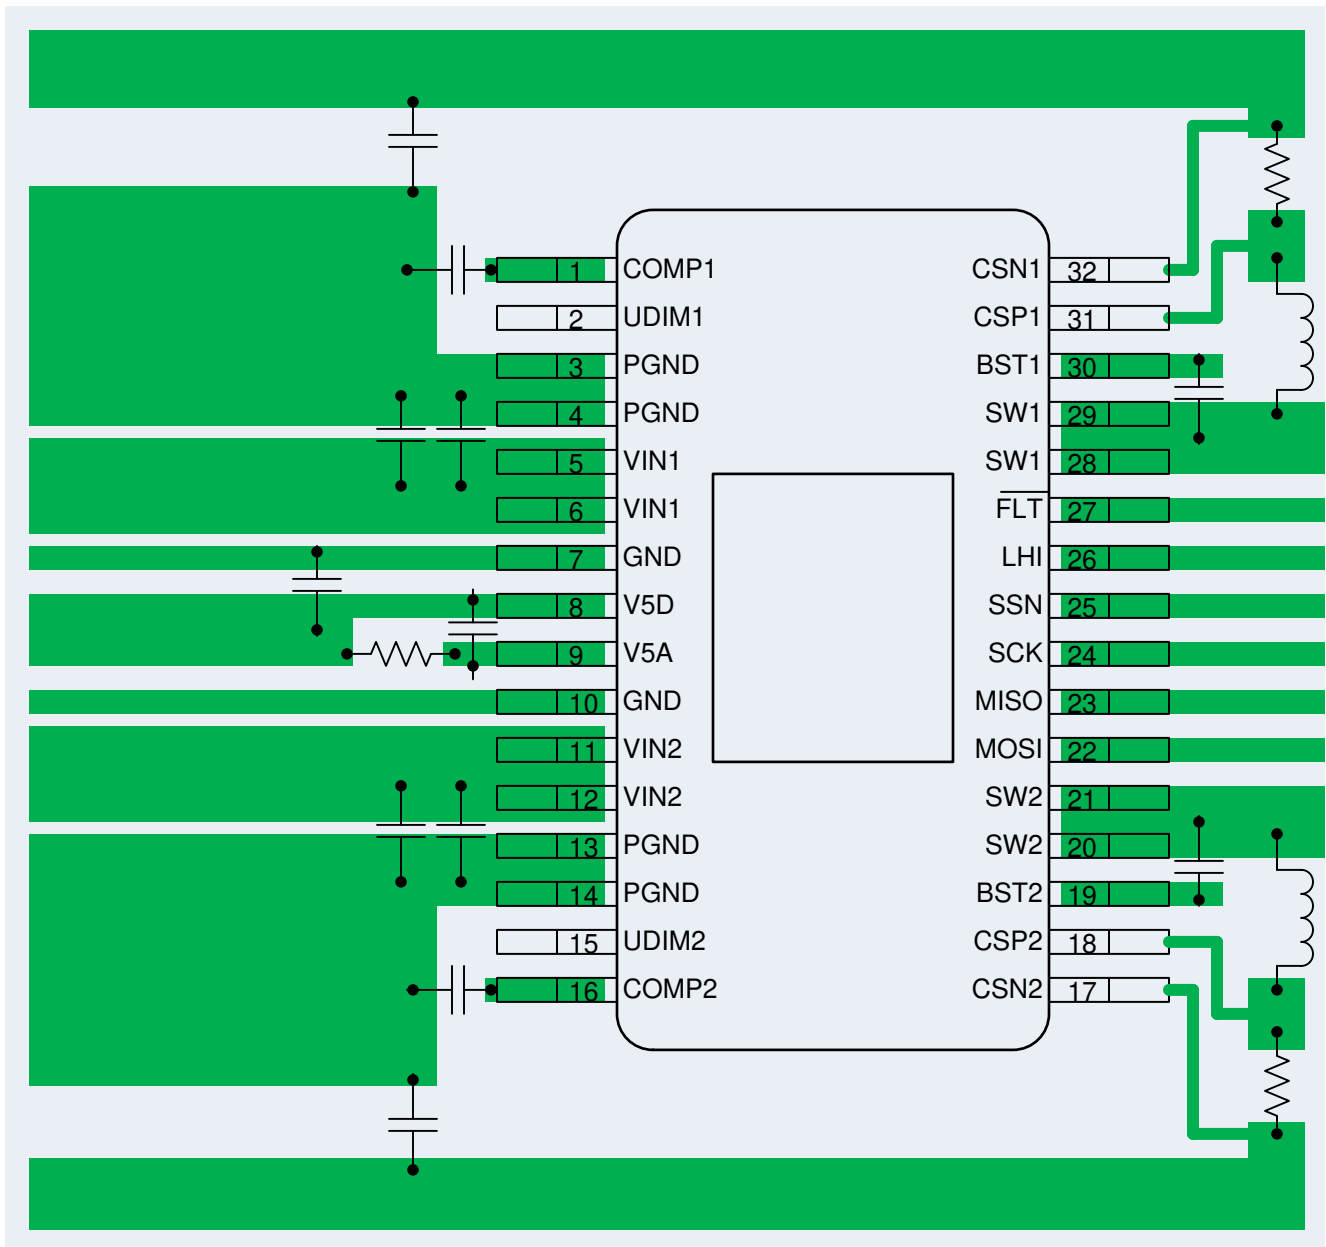 1 COMP1 CSN1 32
2 UDIM1 CSP1 31
3 PGND BST1 30
4 PGND SW1 29
5 VIN1 SW1 28
6 VIN1 FLT 27
7 GND LHI 26
8 V5D SSN 25
9 V5A SCK 24
10 GND MISO 23
11 VIN2 MOSI 22
12 VIN2 SW2 21
13 PGND SW2 20
14 PGND BST2 19
15 UDIM2 CSP2 18
16 COMP2 CSN2 17